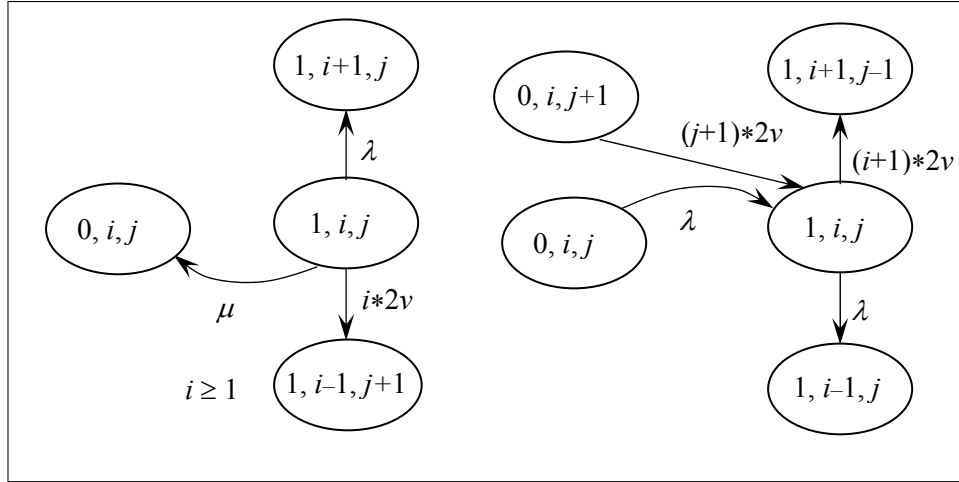 1, i+1, j
λ
0, i, j
1, i, j
μ
i*2v
i ≥ 1
1, i–1, j+1
0, i, j+1
1, i+1, j–1
(j+1)*2v
(i+1)*2v
0, i, j
λ
1, i, j
λ
1, i–1, j